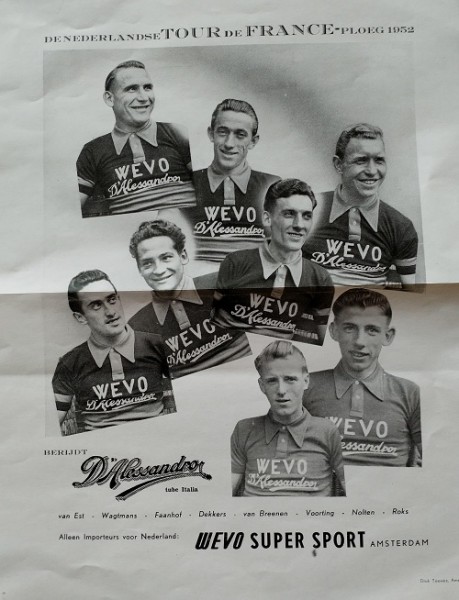 DE NEDERLANDSE TOUR DE FRANCE-PLOEG 1952
WEVO
D'Alessandro
WEVO
D'Alessandro
WEVO
D'Alessandro
WEVO
D'Alessandro
WEVO
D'Alessandro
WEVO
D'Alessandro
WEVO
D'Alessandro
WEVO
D'Alessandro
BERIJDT
D'Alessandro
tube Italia
van Est - Wagtmans - Faanhof - Dekkers - van Breenen - Voorting - Nolten - Roks
Alleen Importeurs voor Nederland: WEVO SUPER SPORT AMSTERDAM